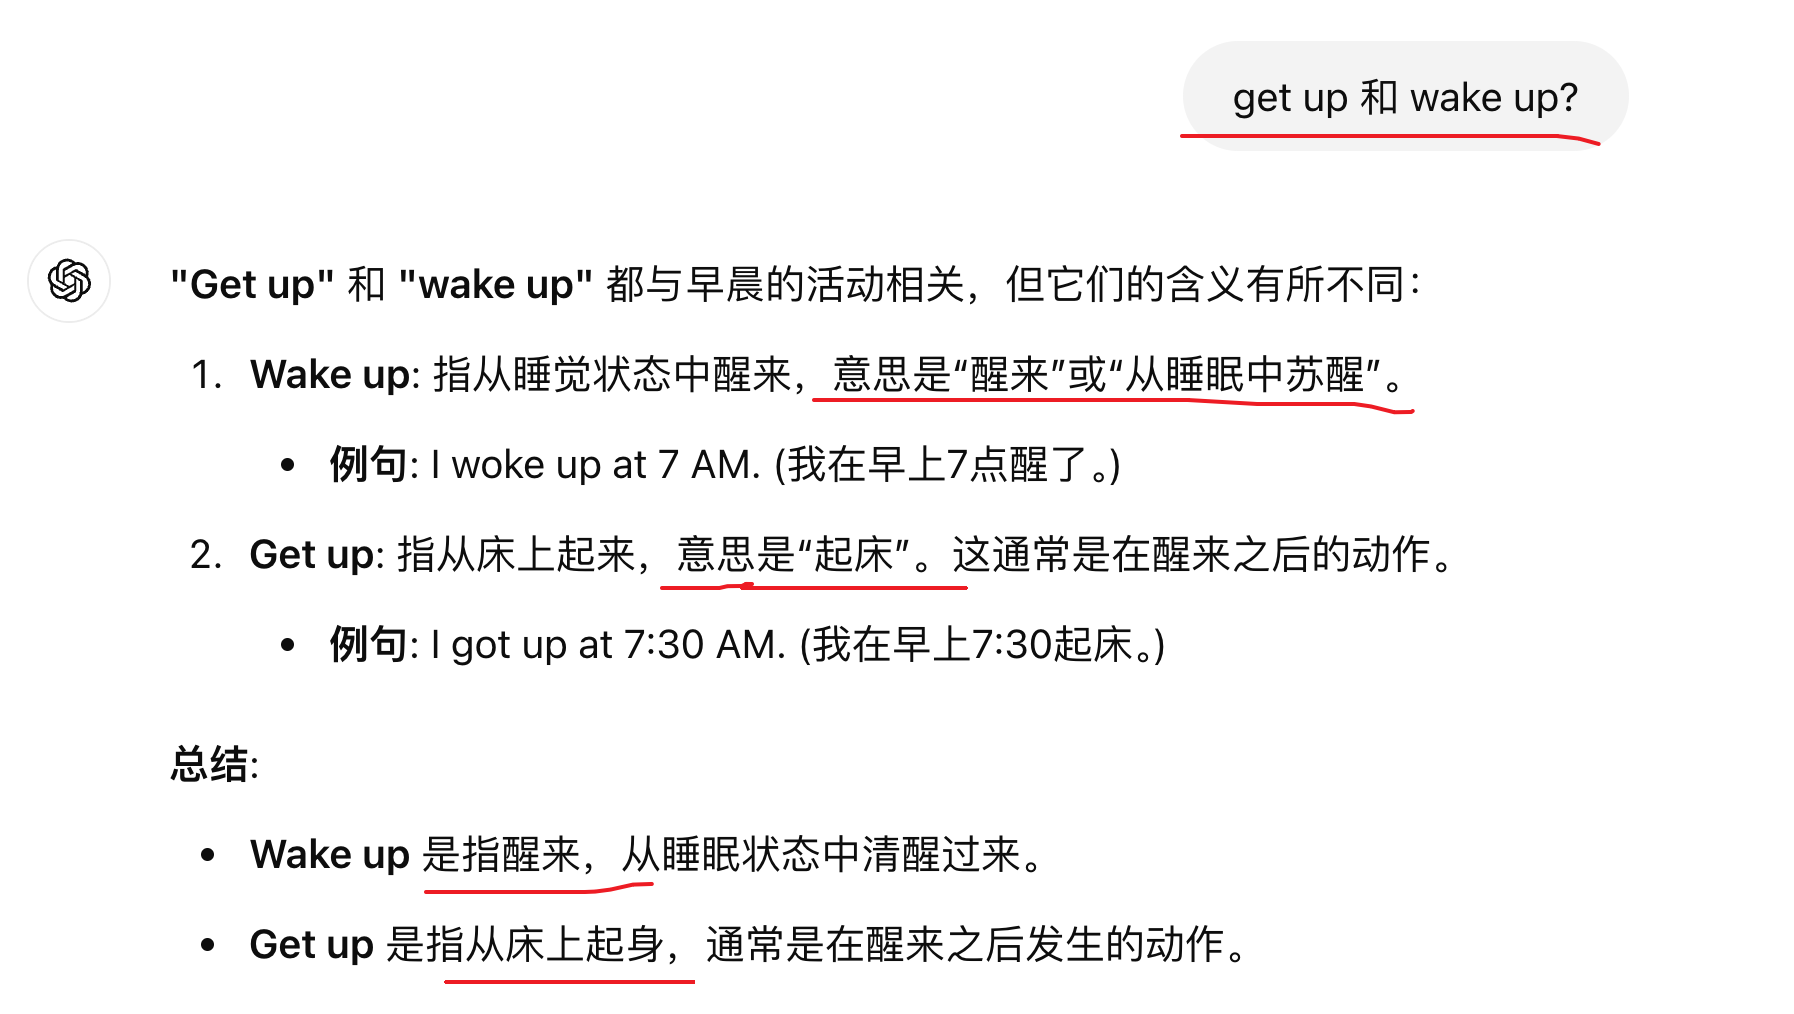 get up 和 wake up?
"Get up" 和 "wake up" 都与早晨的活动相关，但它们的含义有所不同：
1. Wake up: 指从睡觉状态中醒来，意思是“醒来”或“从睡眠中苏醒”。
• 例句: I woke up at 7 AM. (我在早上7点醒了。)
2. Get up: 指从床上起来，意思是“起床”。这通常是在醒来之后的动作。
• 例句: I got up at 7:30 AM. (我在早上7:30起床。)
总结:
• Wake up 是指醒来，从睡眠状态中清醒过来。
• Get up 是指从床上起身，通常是在醒来之后发生的动作。